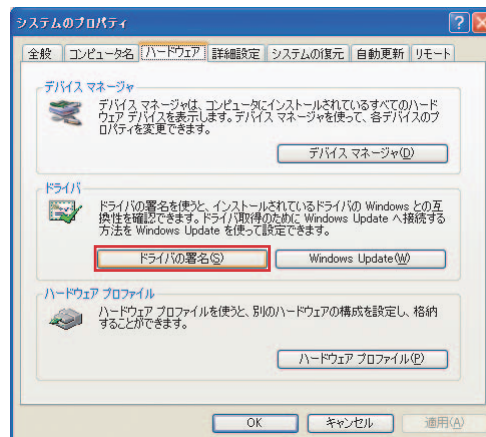 システムのプロパティ
全般 コンピュータ名 ハードウェア 詳細設定 システムの復元 自動更新 リモート
デバイス マネージャ
デバイス マネージャは、コンピュータにインストールされているすべてのハード
ウェア デバイスを表示します。デバイス マネージャを使って、各デバイスのプ
ロパティを変更できます。
デバイス マネージャ(D)
ドライバ
ドライバの署名を使うと、インストールされているドライバの Windows との互
換性を確認できます。ドライバ取得のために Windows Update へ接続する
方法を Windows Update を使って設定できます。
ドライバの署名(S) Windows Update(W)
ハードウェア プロファイル
ハードウェア プロファイルを使うと、別のハードウェアの構成を設定し、格納
することができます。
ハードウェア プロファイル(P)
OK キャンセル 適用(A)